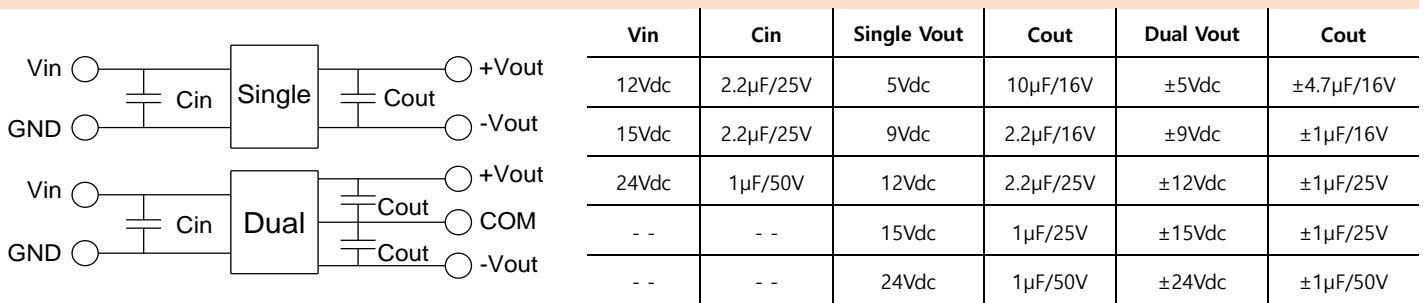 Vin
Cin
Single
Cout
+Vout
GND
-Vout
Vin
Cin
Dual
Cout
Cout
+Vout
COM
GND
-Vout
Vin Cin Single Vout Cout Dual Vout Cout
12Vdc 2.2μF/25V 5Vdc 10μF/16V ±5Vdc ±4.7μF/16V
15Vdc 2.2μF/25V 9Vdc 2.2μF/16V ±9Vdc ±1μF/16V
24Vdc 1μF/50V 12Vdc 2.2μF/25V ±12Vdc ±1μF/25V
- - - - 15Vdc 1μF/25V ±15Vdc ±1μF/25V
- - - - 24Vdc 1μF/50V ±24Vdc ±1μF/50V